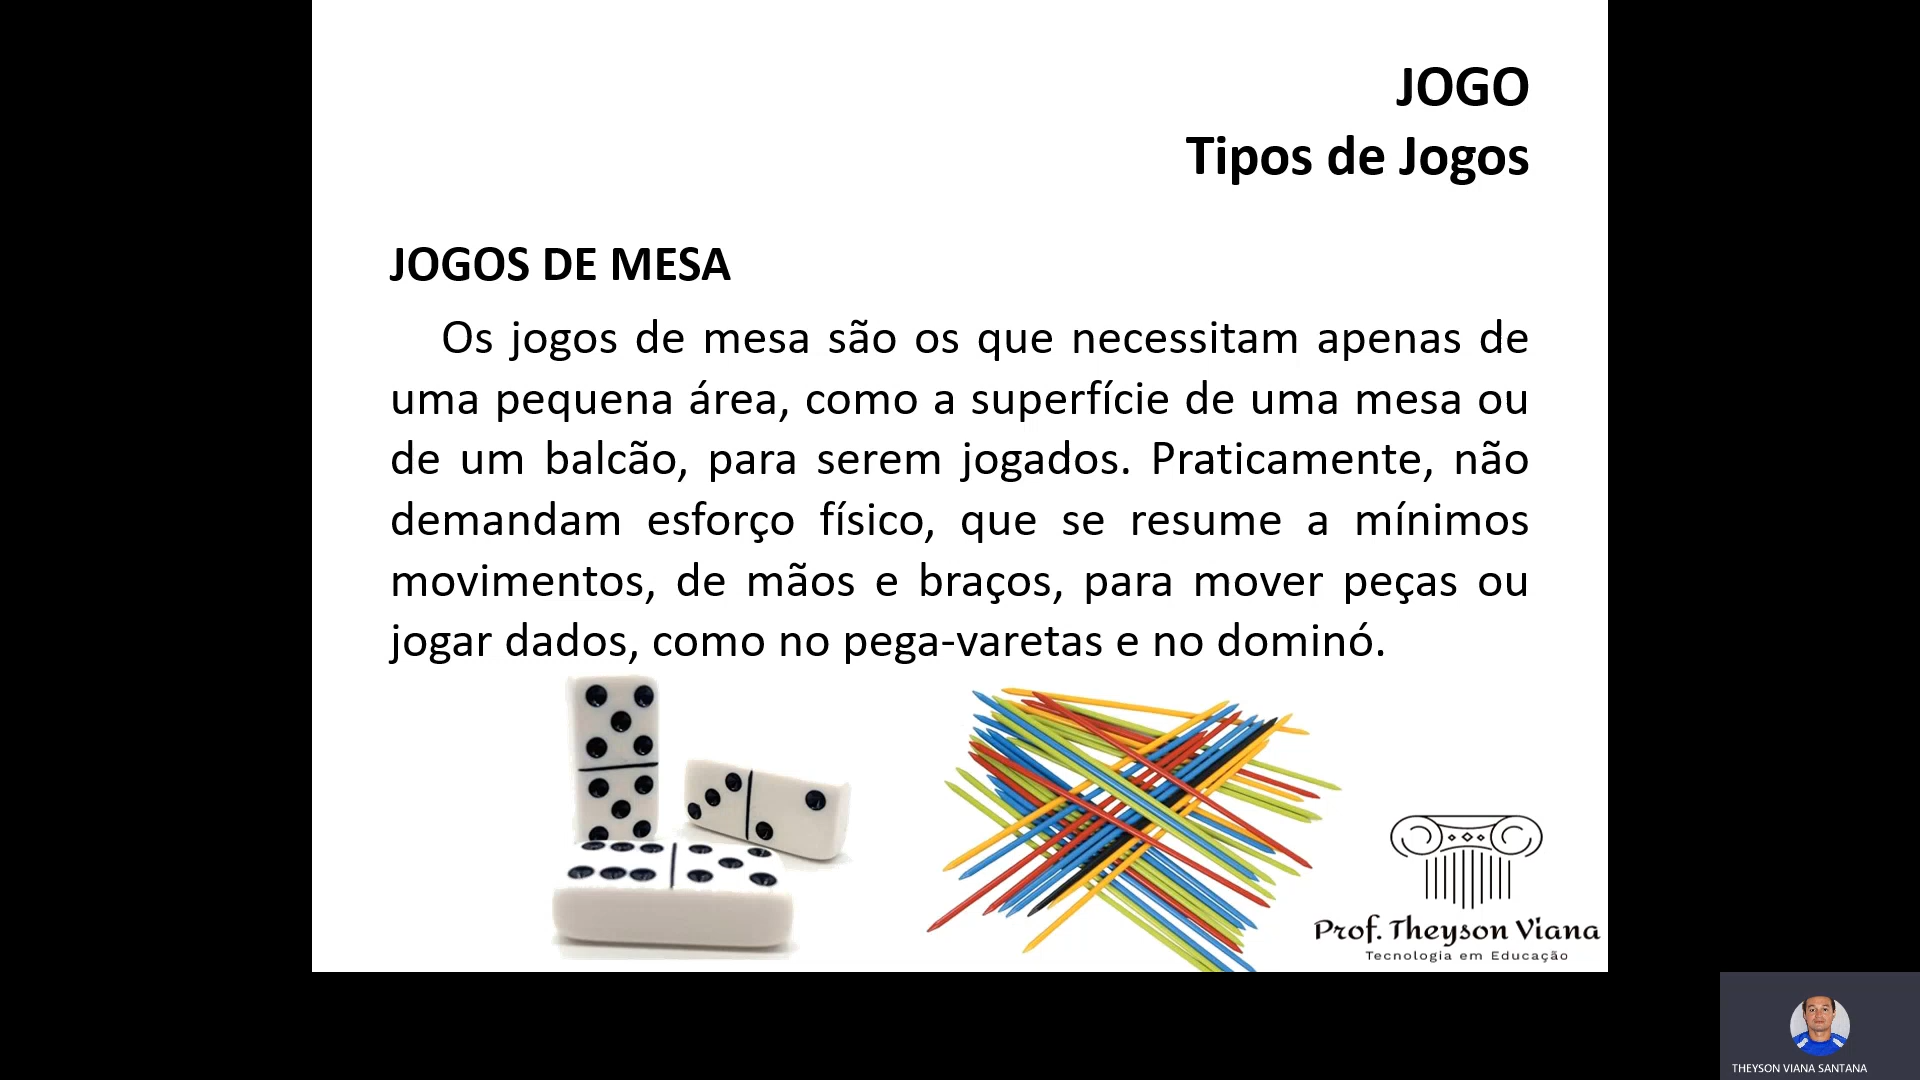 JOGO
Tipos de Jogos
JOGOS DE MESA
Os jogos de mesa são os que necessitam apenas de
uma pequena área, como a superfície de uma mesa ou
de um balcão, para serem jogados. Praticamente, não
demandam esforço físico, que se resume a mínimos
movimentos, de mãos e braços, para mover peças ou
jogar dados, como no pega-varetas e no dominó.
Prof. Theyson Viana
Tecnologia em Educação
THEYSON VIANA SANTANA